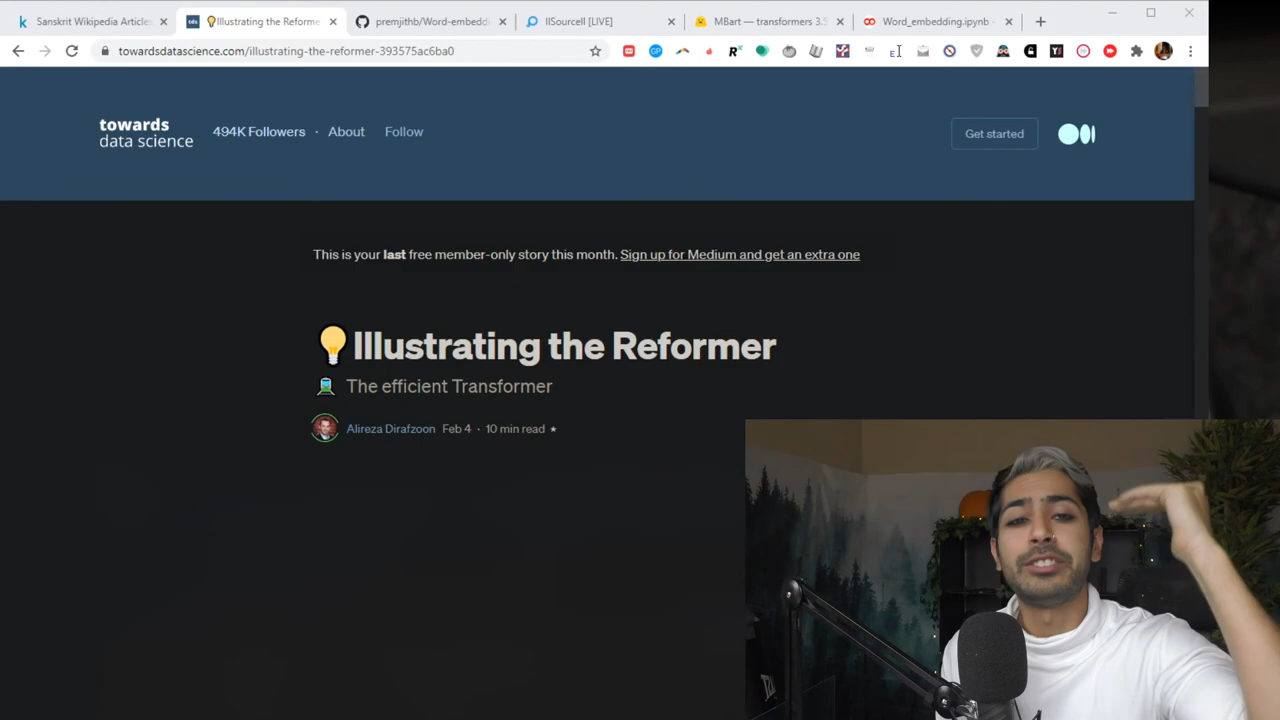 Sanskrit Wikipedia Article
Illustrating the Reforme
premjithb/Word-embeddi
IISourcell [LIVE]
MBart — transformers 3.5
Word_embedding.ipynb -
towardsdatascience.com/illustrating-the-reformer-393575ac6ba0
towards
data science
494K Followers · About Follow
Get started
This is your last free member-only story this month. Sign up for Medium and get an extra one
Illustrating the Reformer
The efficient Transformer
Alireza Dirafzoon Feb 4 · 10 min read